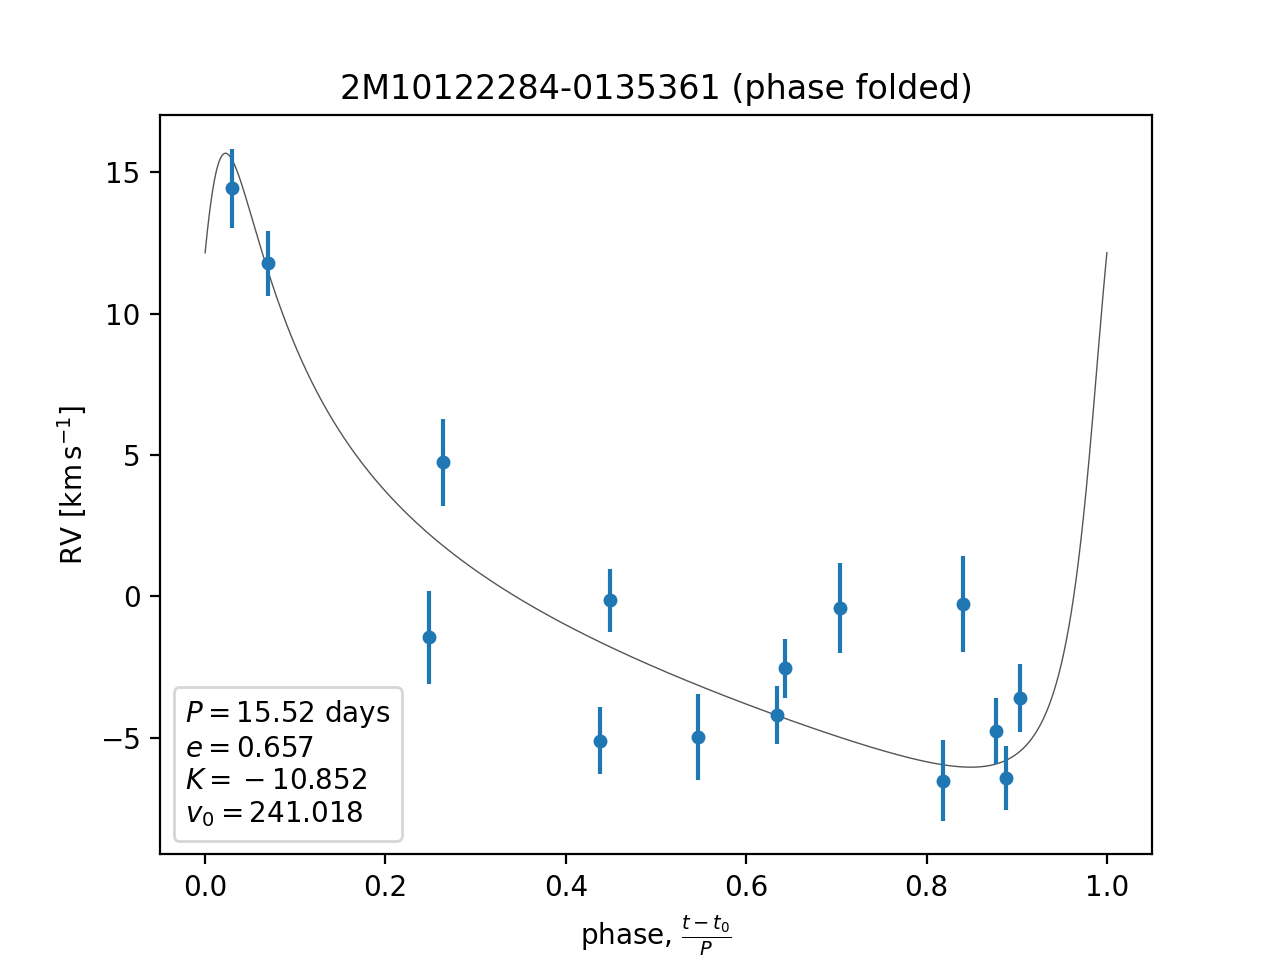 2M10122284-0135361 (phase folded)
RV [km s⁻¹]
15
10
5
0
−5
P = 15.52 days
e = 0.657
K = −10.852
v₀ = 241.018
0.0 0.2 0.4 0.6 0.8 1.0
phase, (t − t₀)/P